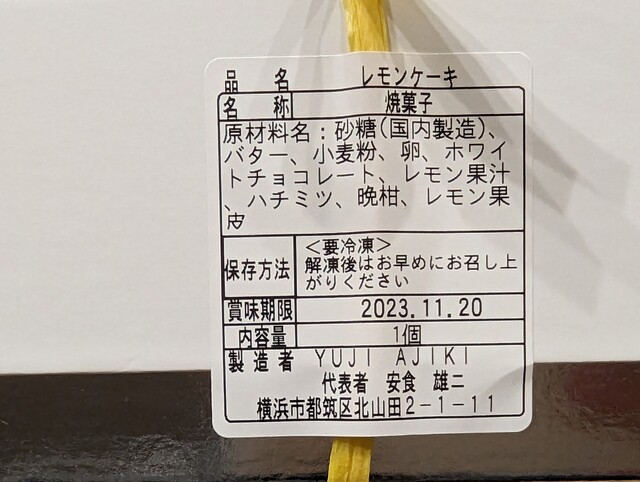 品名 レモンケーキ
名称 焼菓子
原材料名：砂糖(国内製造)、
バター、小麦粉、卵、ホワイ
トチョコレート、レモン果汁
、ハチミツ、晩柑、レモン果
皮
保存方法
＜要冷凍＞
解凍後はお早めにお召し上
がりください
賞味期限 2023.11.20
内容量 1個
製造者 YUJI AJIKI
代表者 安食 雄二
横浜市都筑区北山田2-1-11